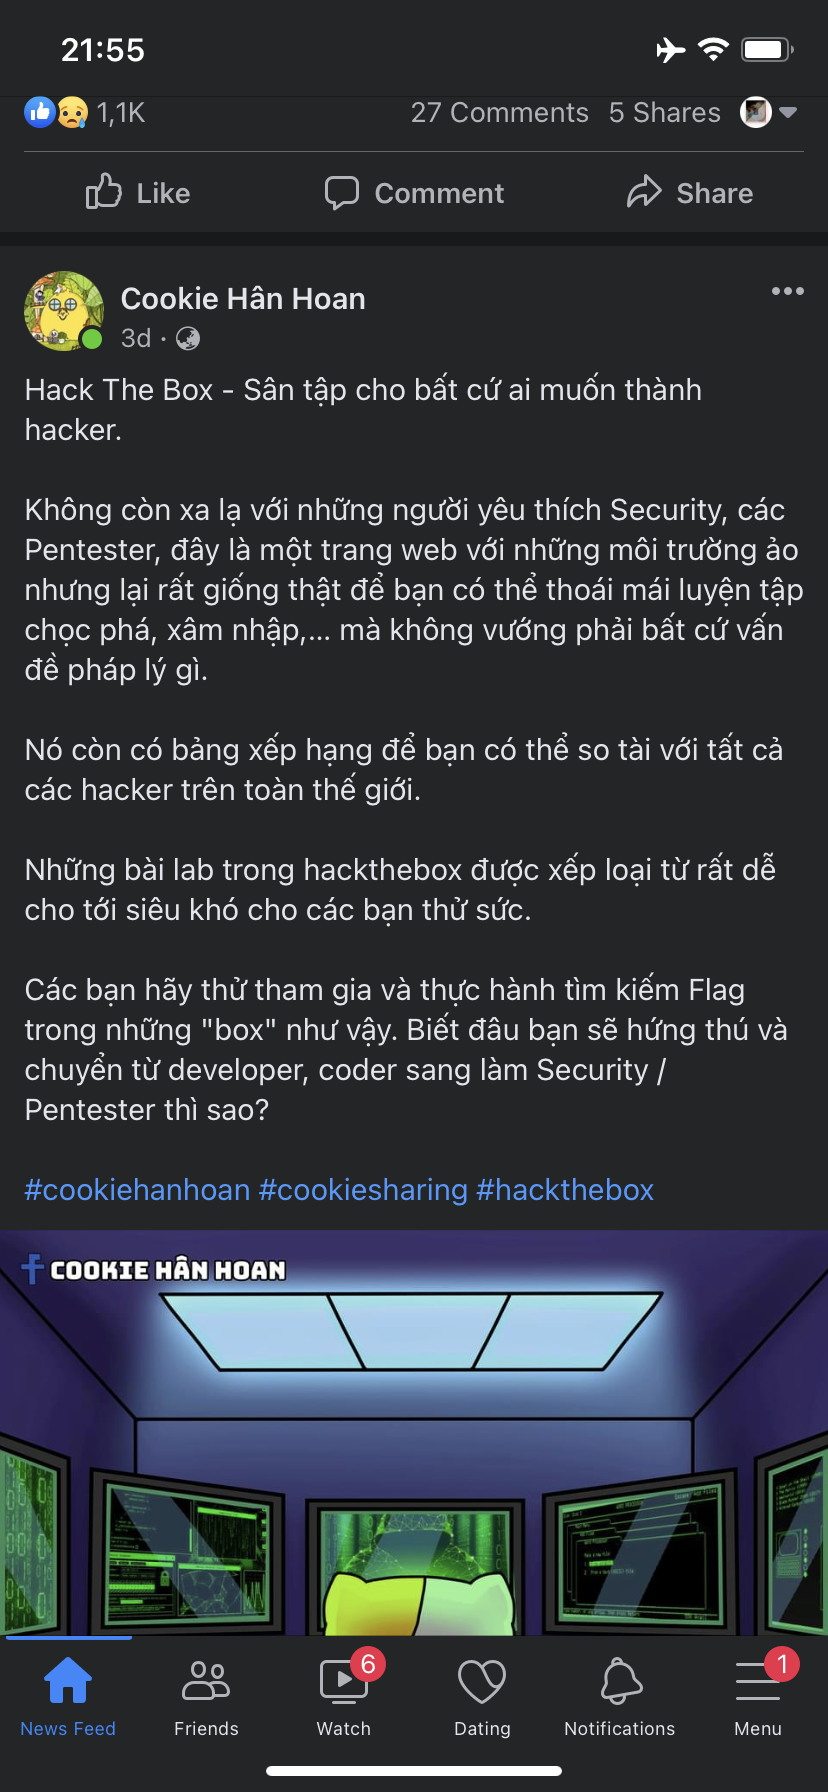 21:55
1,1K 27 Comments 5 Shares
Like Comment Share
Cookie Hân Hoan
3d ·
Hack The Box - Sân tập cho bất cứ ai muốn thành
hacker.
Không còn xa lạ với những người yêu thích Security, các
Pentester, đây là một trang web với những môi trường ảo
nhưng lại rất giống thật để bạn có thể thoái mái luyện tập
chọc phá, xâm nhập,... mà không vướng phải bất cứ vấn
đề pháp lý gì.
Nó còn có bảng xếp hạng để bạn có thể so tài với tất cả
các hacker trên toàn thế giới.
Những bài lab trong hackthebox được xếp loại từ rất dễ
cho tới siêu khó cho các bạn thử sức.
Các bạn hãy thử tham gia và thực hành tìm kiếm Flag
trong những "box" như vậy. Biết đâu bạn sẽ hứng thú và
chuyển từ developer, coder sang làm Security /
Pentester thì sao?
#cookiehanhoan #cookiesharing #hackthebox
COOKIE HÂN HOAN
6 1
News Feed Friends Watch Dating Notifications Menu